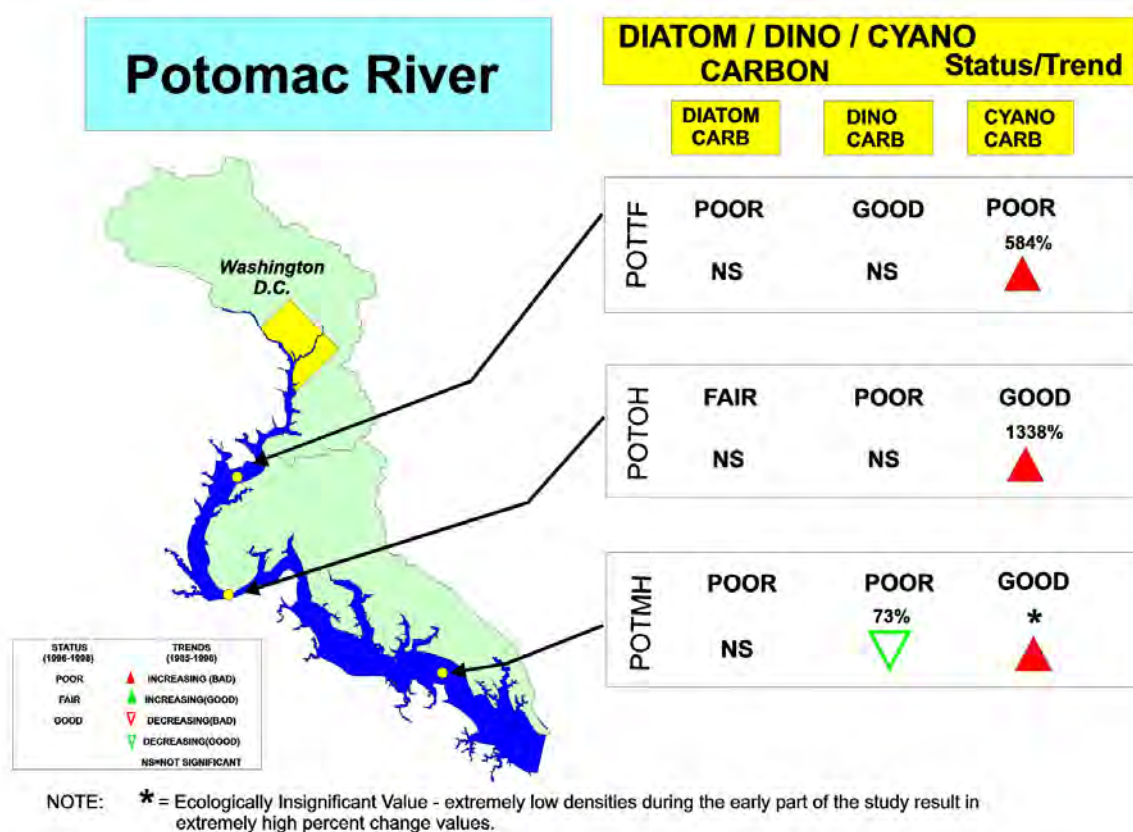 Potomac River
DIATOM / DINO / CYANO
CARBON Status/Trend
DIATOM
CARB
DINO
CARB
CYANO
CARB
Washington
D.C.
POTTF
POOR GOOD POOR
584%
NS NS
POTOH
FAIR POOR GOOD
1338%
NS NS
POTMH
POOR POOR GOOD
73% *
NS
STATUS
(1996-1998)
POOR
FAIR
GOOD
TRENDS
(1985-1998)
INCREASING (BAD)
INCREASING(GOOD)
DECREASING(BAD)
DECREASING(GOOD)
NS=NOT SIGNIFICANT
NOTE: * = Ecologically Insignificant Value - extremely low densities during the early part of the study result in
extremely high percent change values.